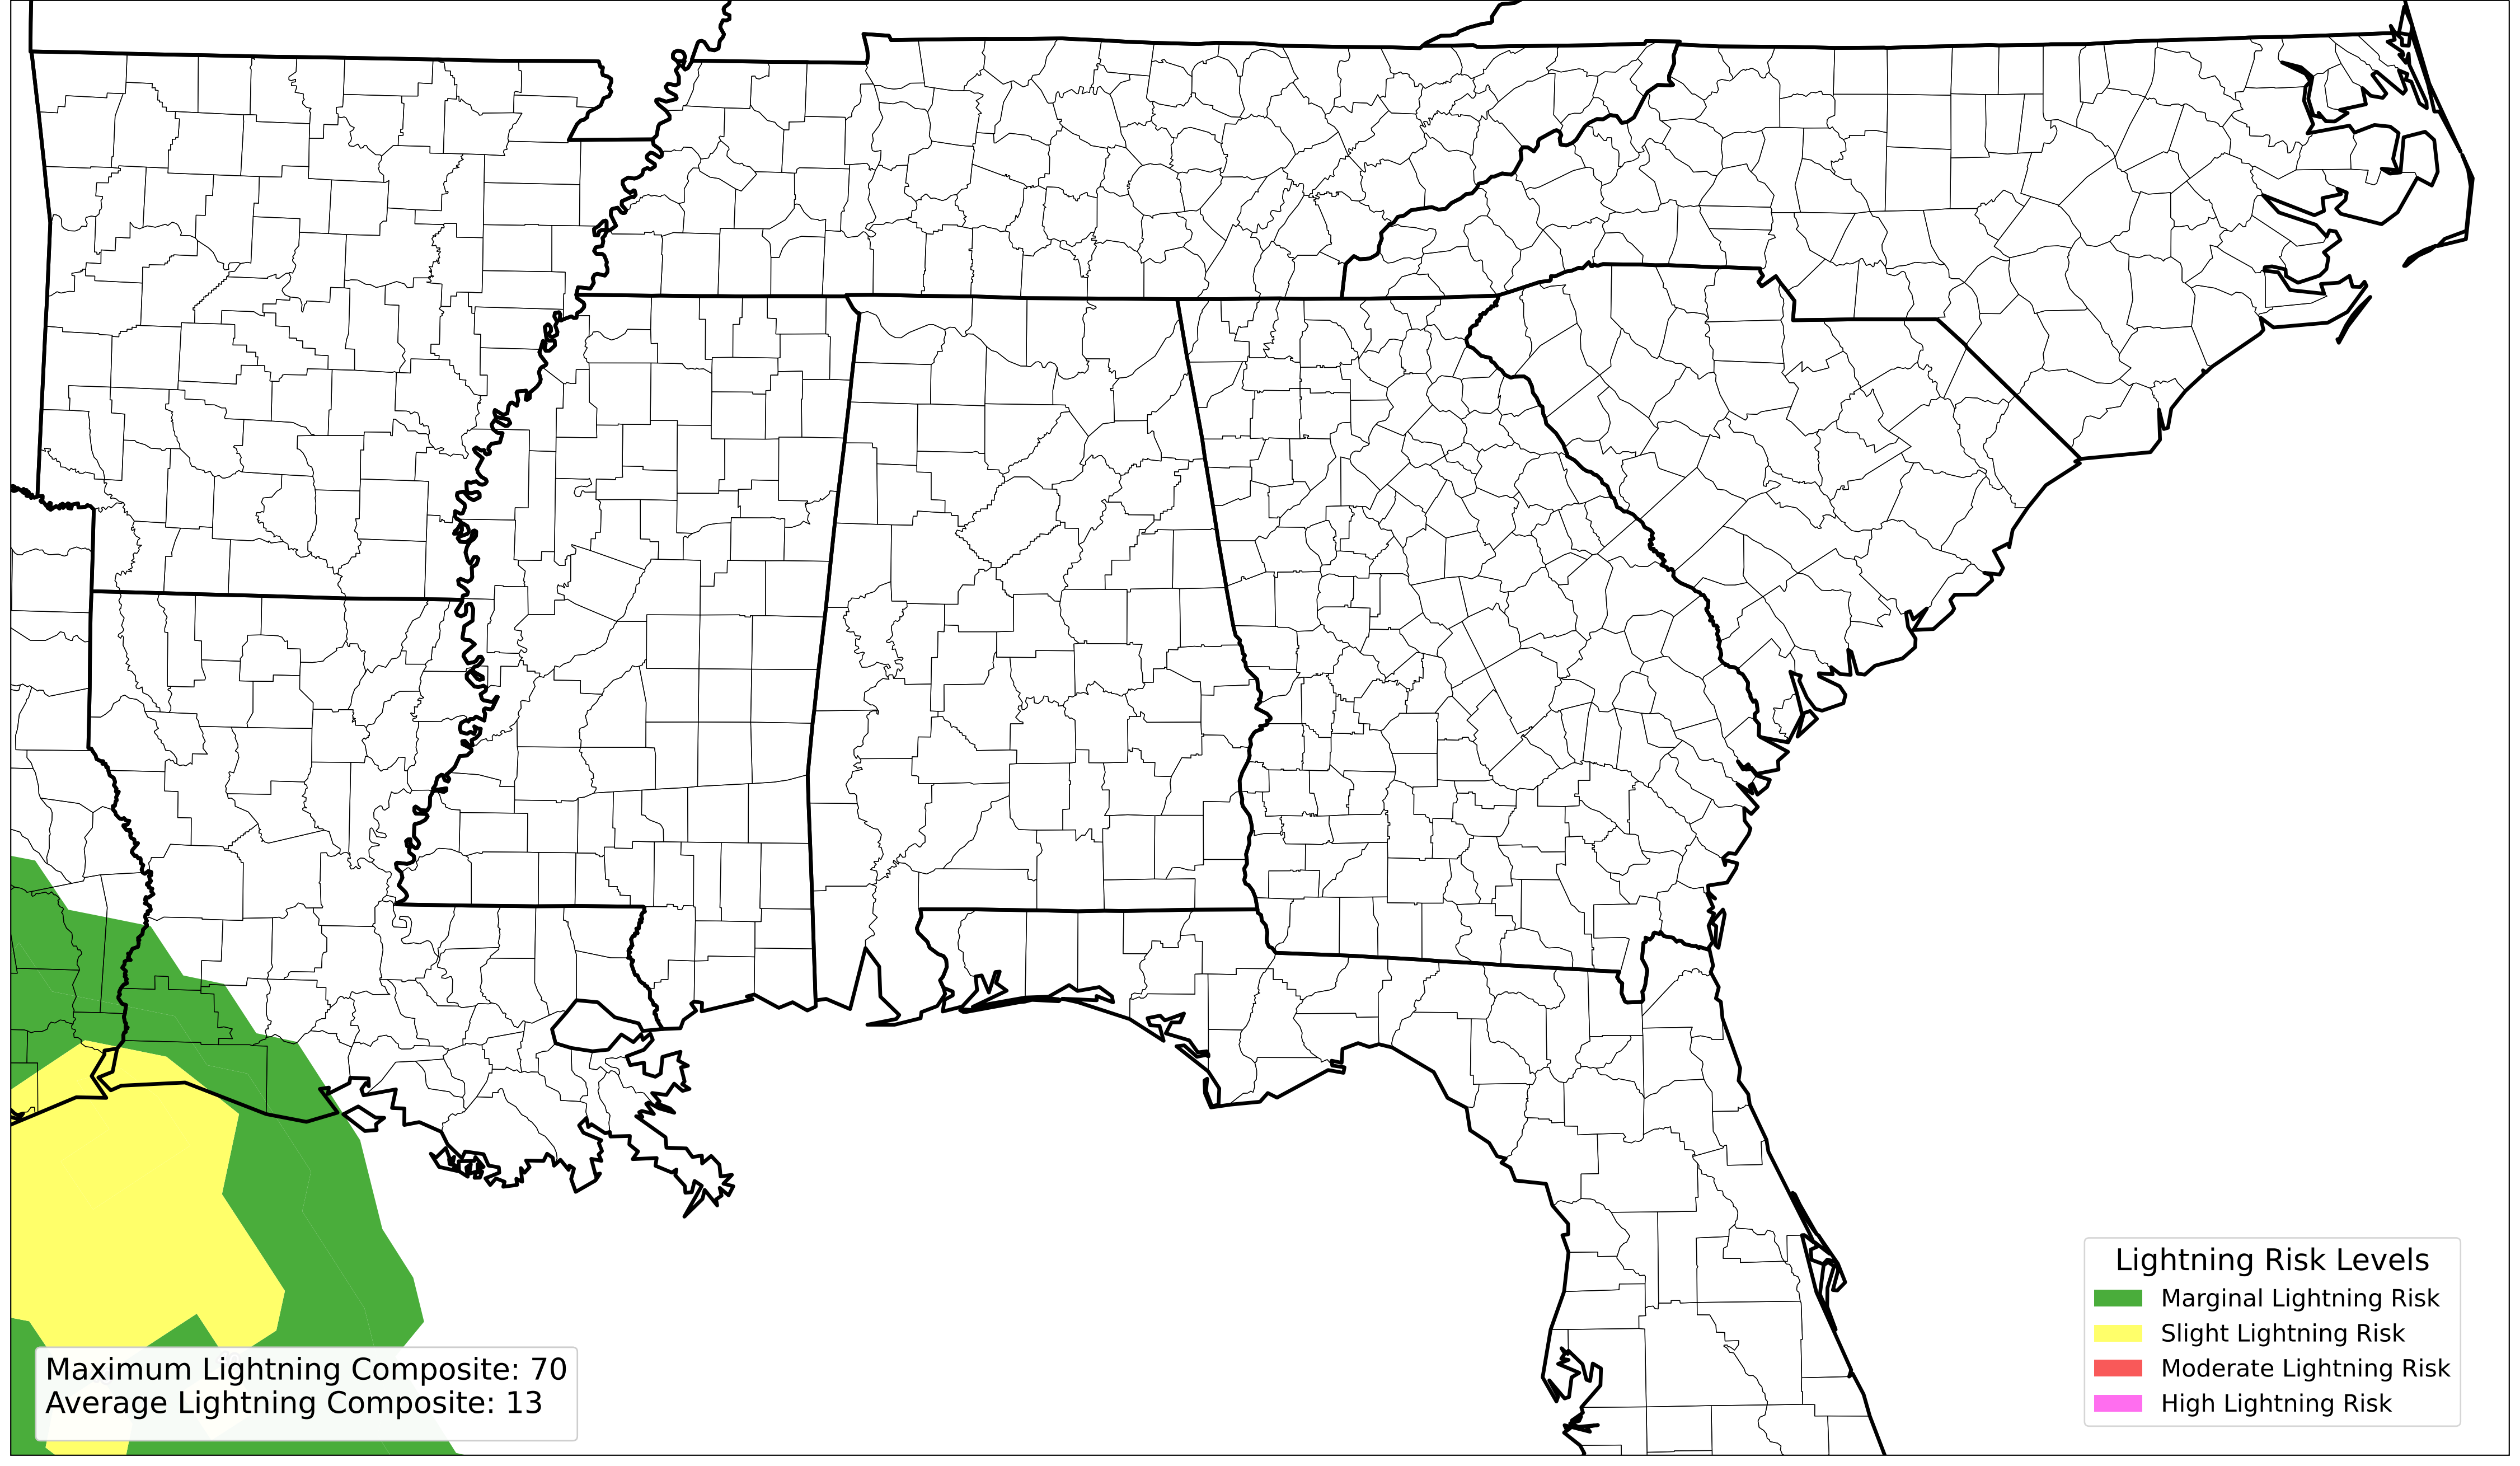 Maximum Lightning Composite: 70
Average Lightning Composite: 13
Lightning Risk Levels
Marginal Lightning Risk
Slight Lightning Risk
Moderate Lightning Risk
High Lightning Risk